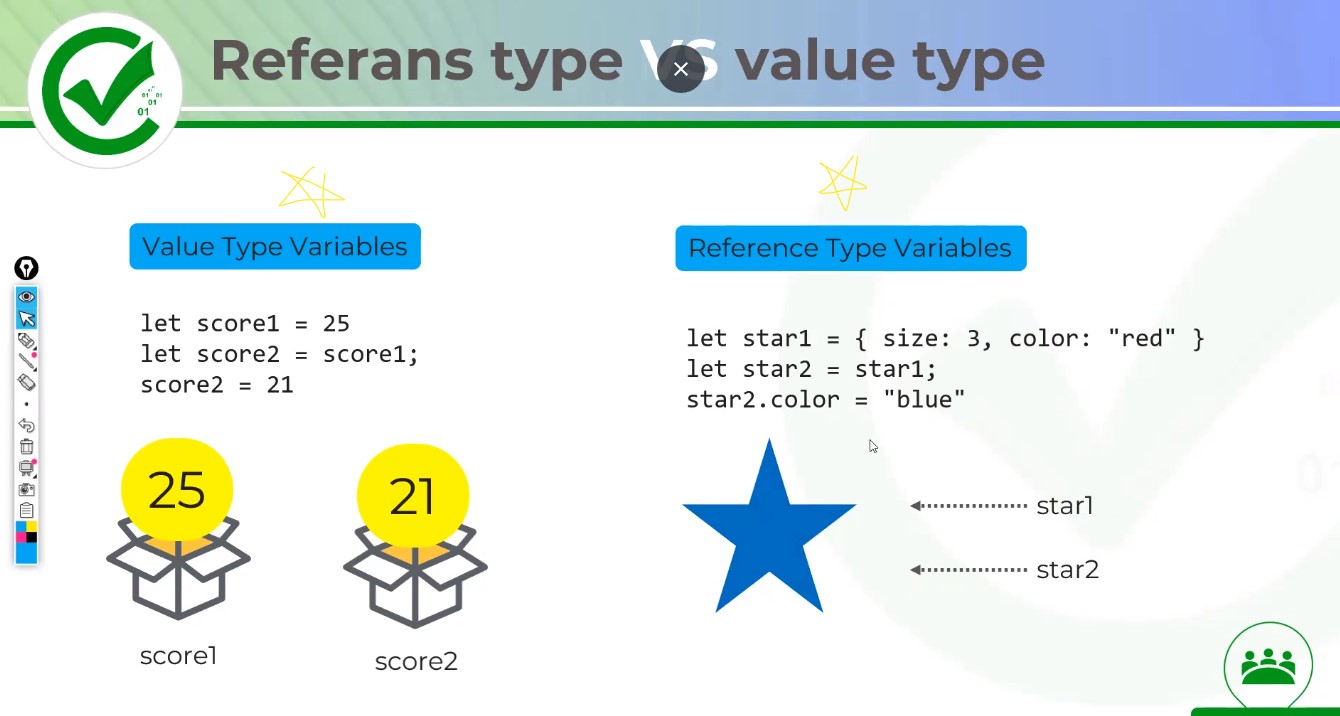 Referans type VS value type
Value Type Variables
let score1 = 25
let score2 = score1;
score2 = 21
25
21
score1
score2
Reference Type Variables
let star1 = { size: 3, color: "red" }
let star2 = star1;
star2.color = "blue"
star1
star2